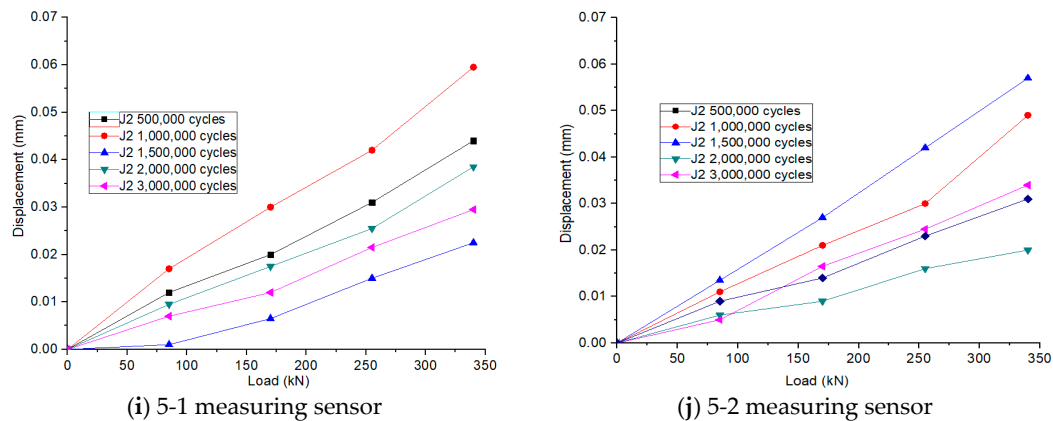 0.07
0.06
0.05
0.04
0.03
0.02
0.01
0.00
Displacement (mm)
J2 500,000 cycles
J2 1,000,000 cycles
J2 1,500,000 cycles
J2 2,000,000 cycles
J2 3,000,000 cycles
0 50 100 150 200 250 300 350
Load (kN)
(i) 5-1 measuring sensor
0.07
0.06
0.05
0.04
0.03
0.02
0.01
0.00
Displacement (mm)
J2 500,000 cycles
J2 1,000,000 cycles
J2 1,500,000 cycles
J2 2,000,000 cycles
J2 3,000,000 cycles
0 50 100 150 200 250 300 350
Load (kN)
(j) 5-2 measuring sensor